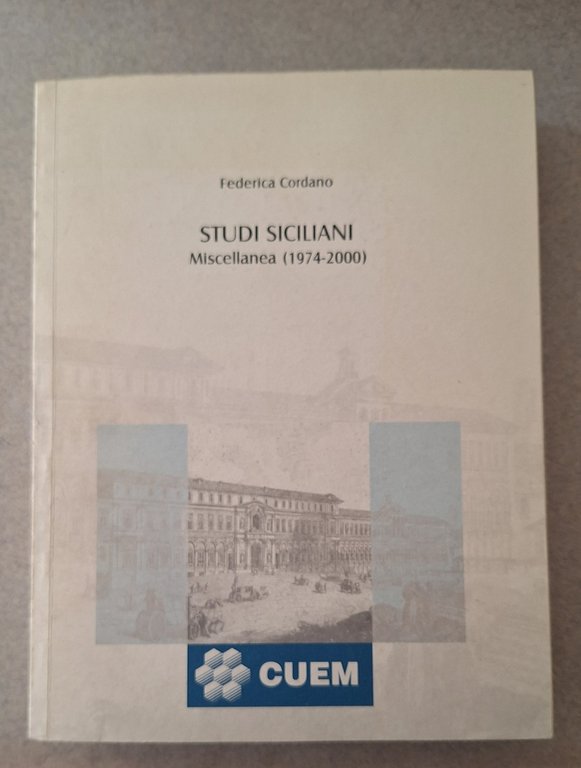 Federica Cordano
STUDI SICILIANI
Miscellanea (1974-2000)
CUEM